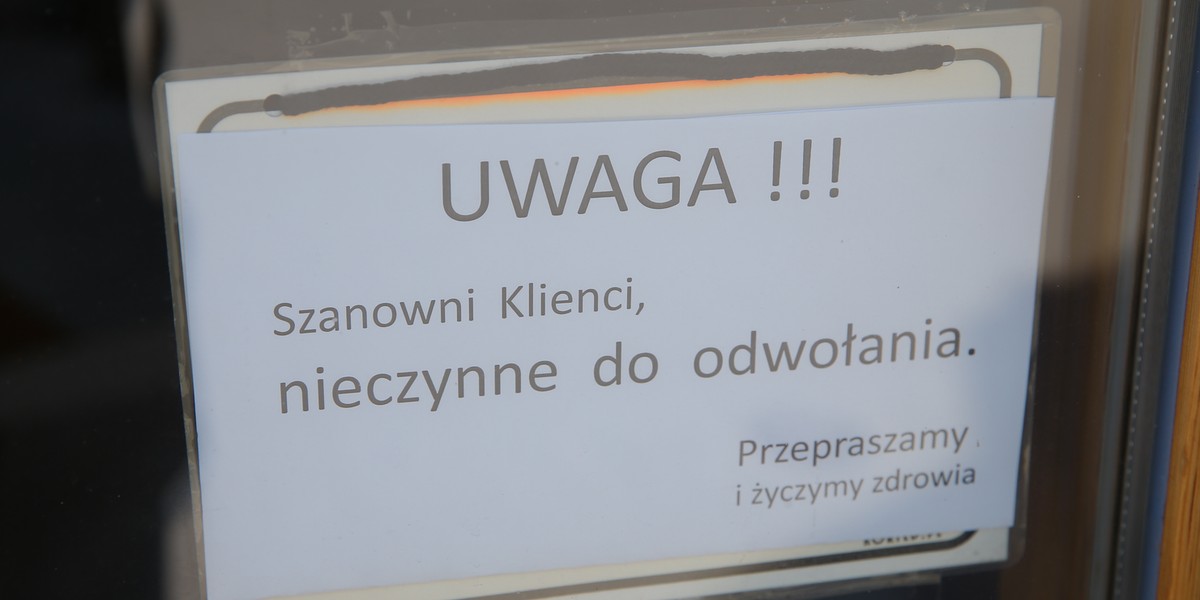 UWAGA !!!
Szanowni Klienci,
nieczynne do odwołania.
Przepraszamy .
i życzymy zdrowia